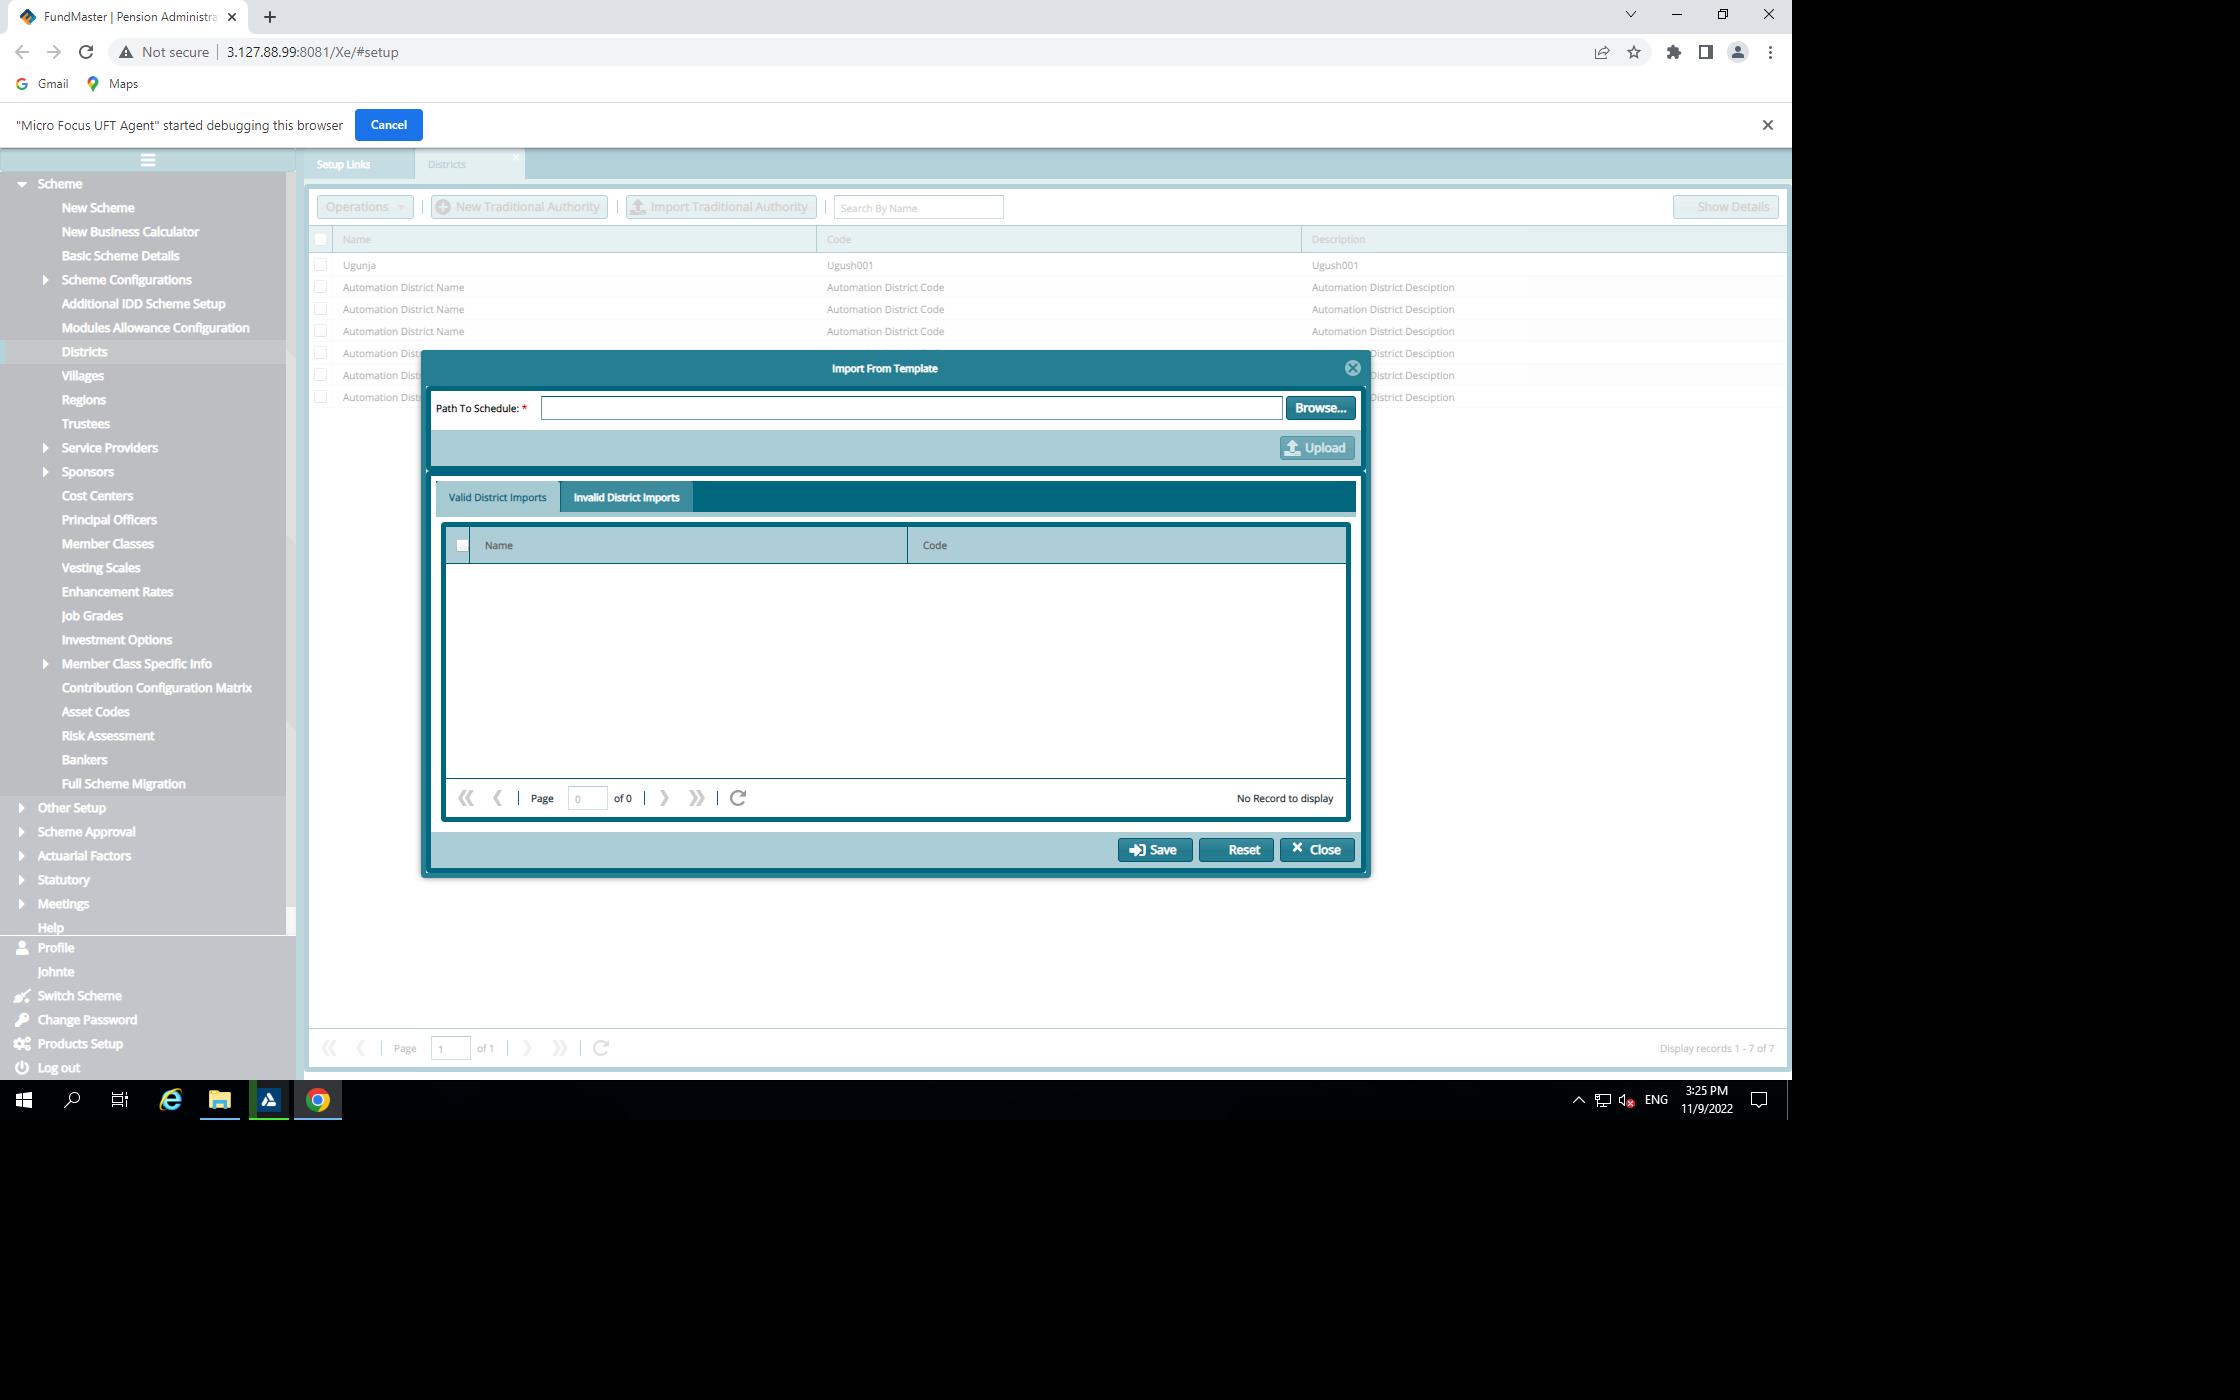 FundMaster | Pension Administra
Not secure
3.127.88.99:8081/Xe/#setup
Gmail
Maps
"Micro Focus UFT Agent" started debugging this browser
Cancel
Scheme
New Scheme
New Business Calculator
Basic Scheme Details
Scheme Configurations
Additional IDD Scheme Setup
Modules Allowance Configuration
Districts
Villages
Regions
Trustees
Service Providers
Sponsors
Cost Centers
Principal Officers
Member Classes
Vesting Scales
Enhancement Rates
Job Grades
Investment Options
Member Class Specific Info
Contribution Configuration Matrix
Asset Codes
Risk Assessment
Bankers
Full Scheme Migration
Other Setup
Scheme Approval
Actuarial Factors
Statutory
Meetings
Help
Profile
Johnte
Switch Scheme
Change Password
Products Setup
Log out
Setup Links
Districts
Operations
New Traditional Authority
Import Traditional Authority
Search By Name
Show Details
Name Code Description
Ugunja Ugush001 Ugush001
Automation District Name Automation District Code Automation District Desciption
Automation District Name Automation District Code Automation District Desciption
Automation District Name Automation District Code Automation District Desciption
Automation Dist District Desciption
Automation Dist District Desciption
Automation Dist District Desciption
Import From Template
Path To Schedule: *
Browse...
Upload
Valid District Imports
Invalid District Imports
Name Code
Page 0 of 0
No Record to display
Save
Reset
Close
Page 1 of 1
Display records 1 - 7 of 7
ENG
3:25 PM
11/9/2022